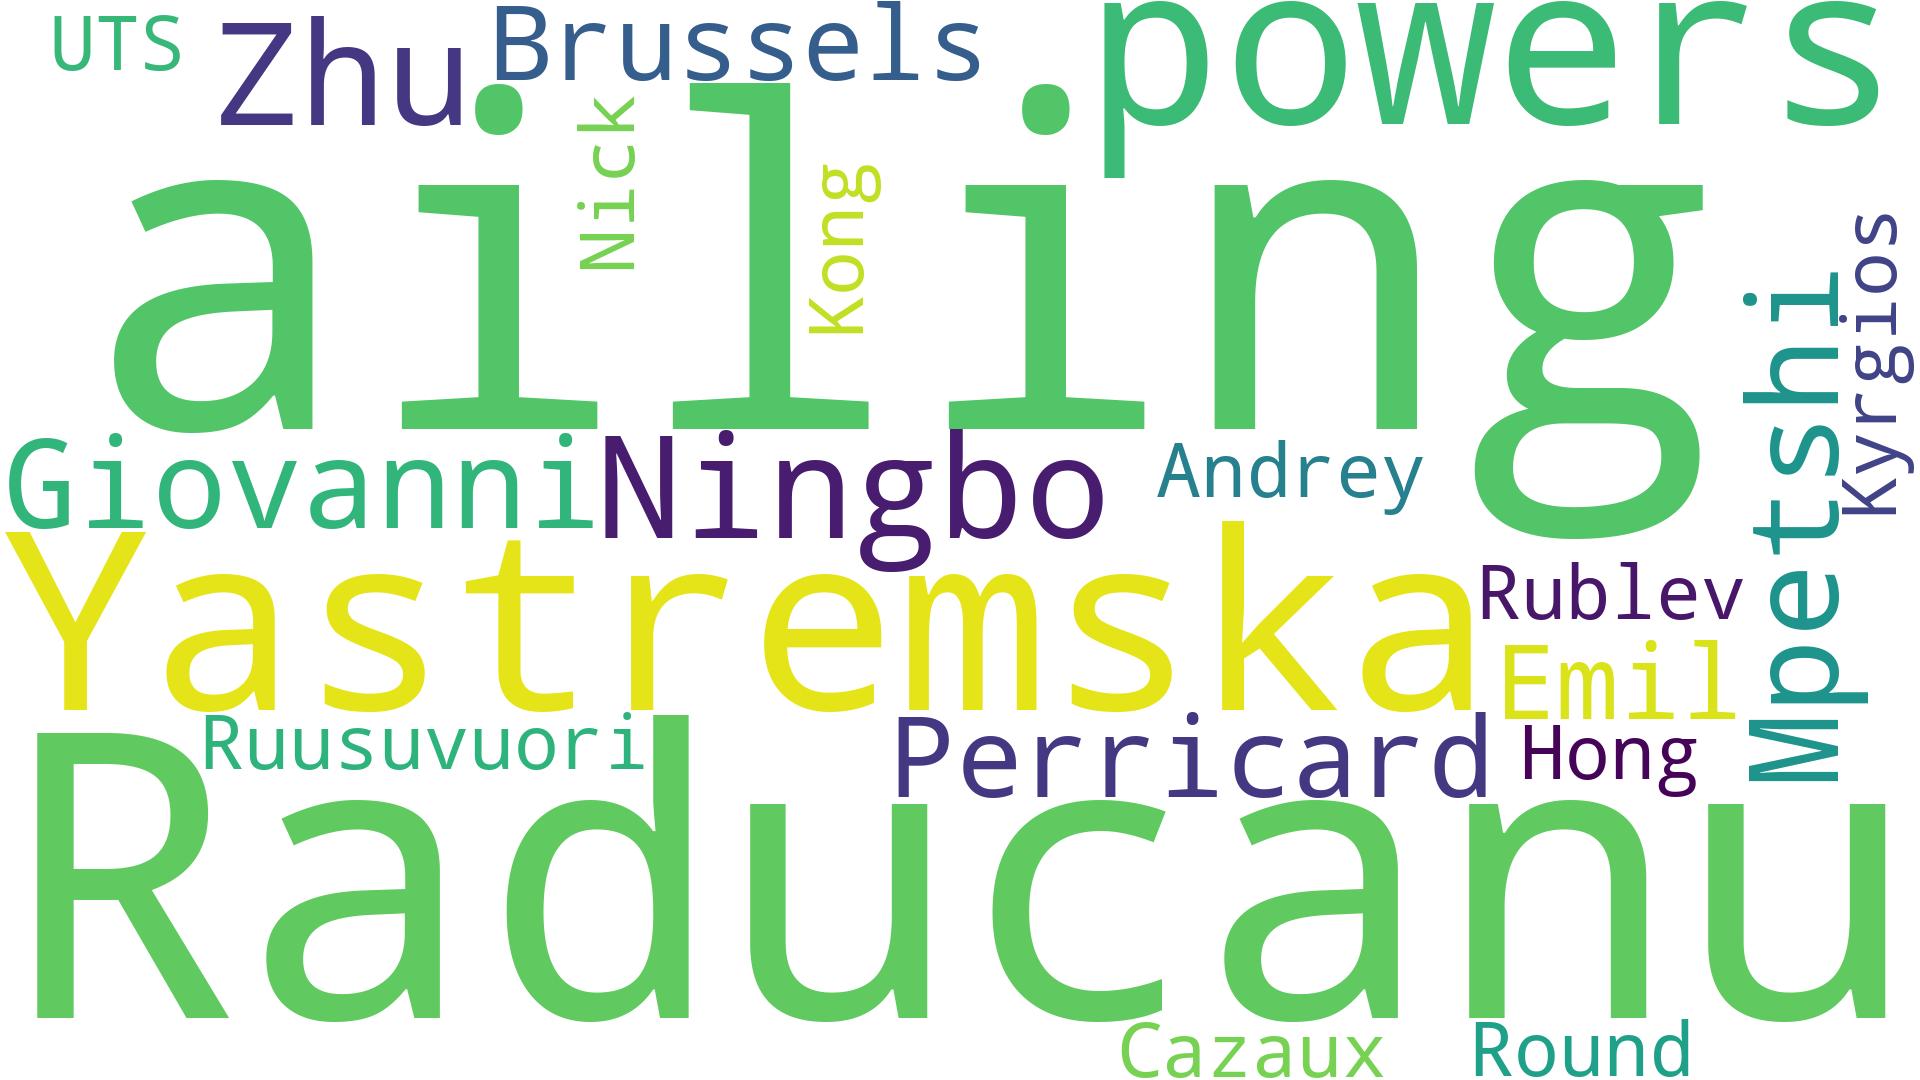 UTS
Zhu
Brussels
powers
ailing
Nick
Kong
Kyrgios
Mpetshi
Giovanni
Ningbo
Andrey
Yastremska
Rublev
Emil
Ruusuvuori
Perricard
Hong
Raducanu
Cazaux
Round